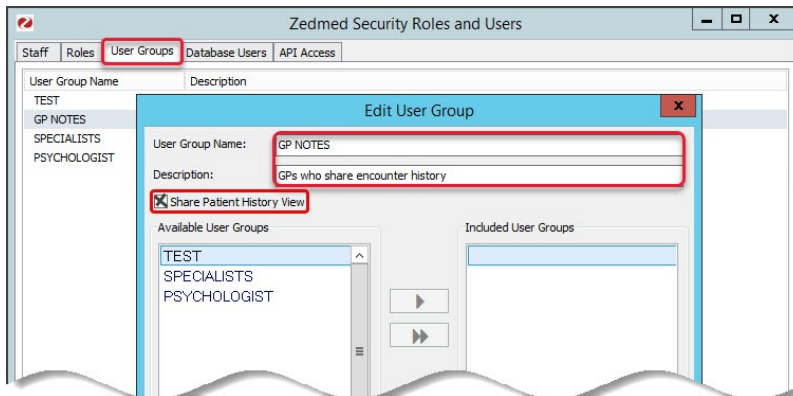 Zedmed Security Roles and Users
Staff Roles User Groups Database Users API Access
User Group Name Description
TEST
GP NOTES
SPECIALISTS
PSYCHOLOGIST
Edit User Group
User Group Name: GP NOTES
Description: GPs who share encounter history
Share Patient History View
Available User Groups Included User Groups
TEST
SPECIALISTS
PSYCHOLOGIST